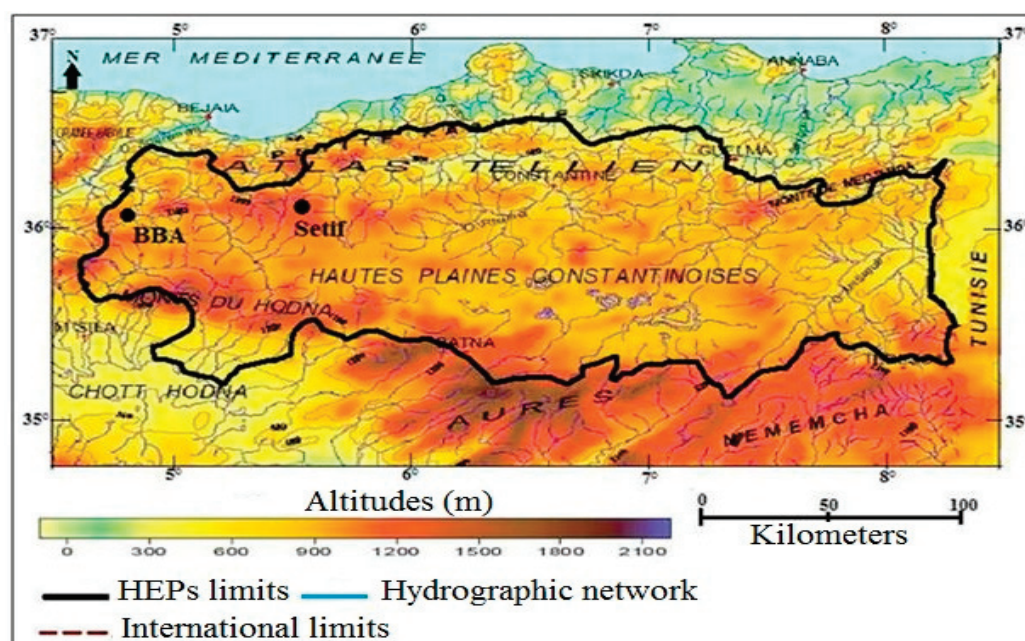 37° 5° 6° 7° 8° 37°
N
MER MEDITERRANEE
ANNABA
SKIKDA
BEJAIA
GUELMA
ATLAS TELLIEN
CONSTANTINE
36° 36°
BBA
Setif
HAUTES PLAINES CONSTANTINOISES
MONTS DU HODNA
TUNISIE
BATNA
CHOTT HODNA
AURES
35° 35°
NEMEMCHA
5° 6° 7° 8°
Altitudes (m)
0 300 600 900 1200 1500 1800 2100
0 50 100
Kilometers
HEPs limits
Hydrographic network
International limits